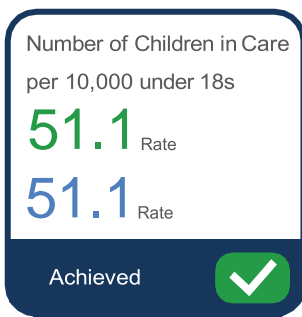 Number of Children in Care
per 10,000 under 18s
51.1 Rate
51.1 Rate
Achieved